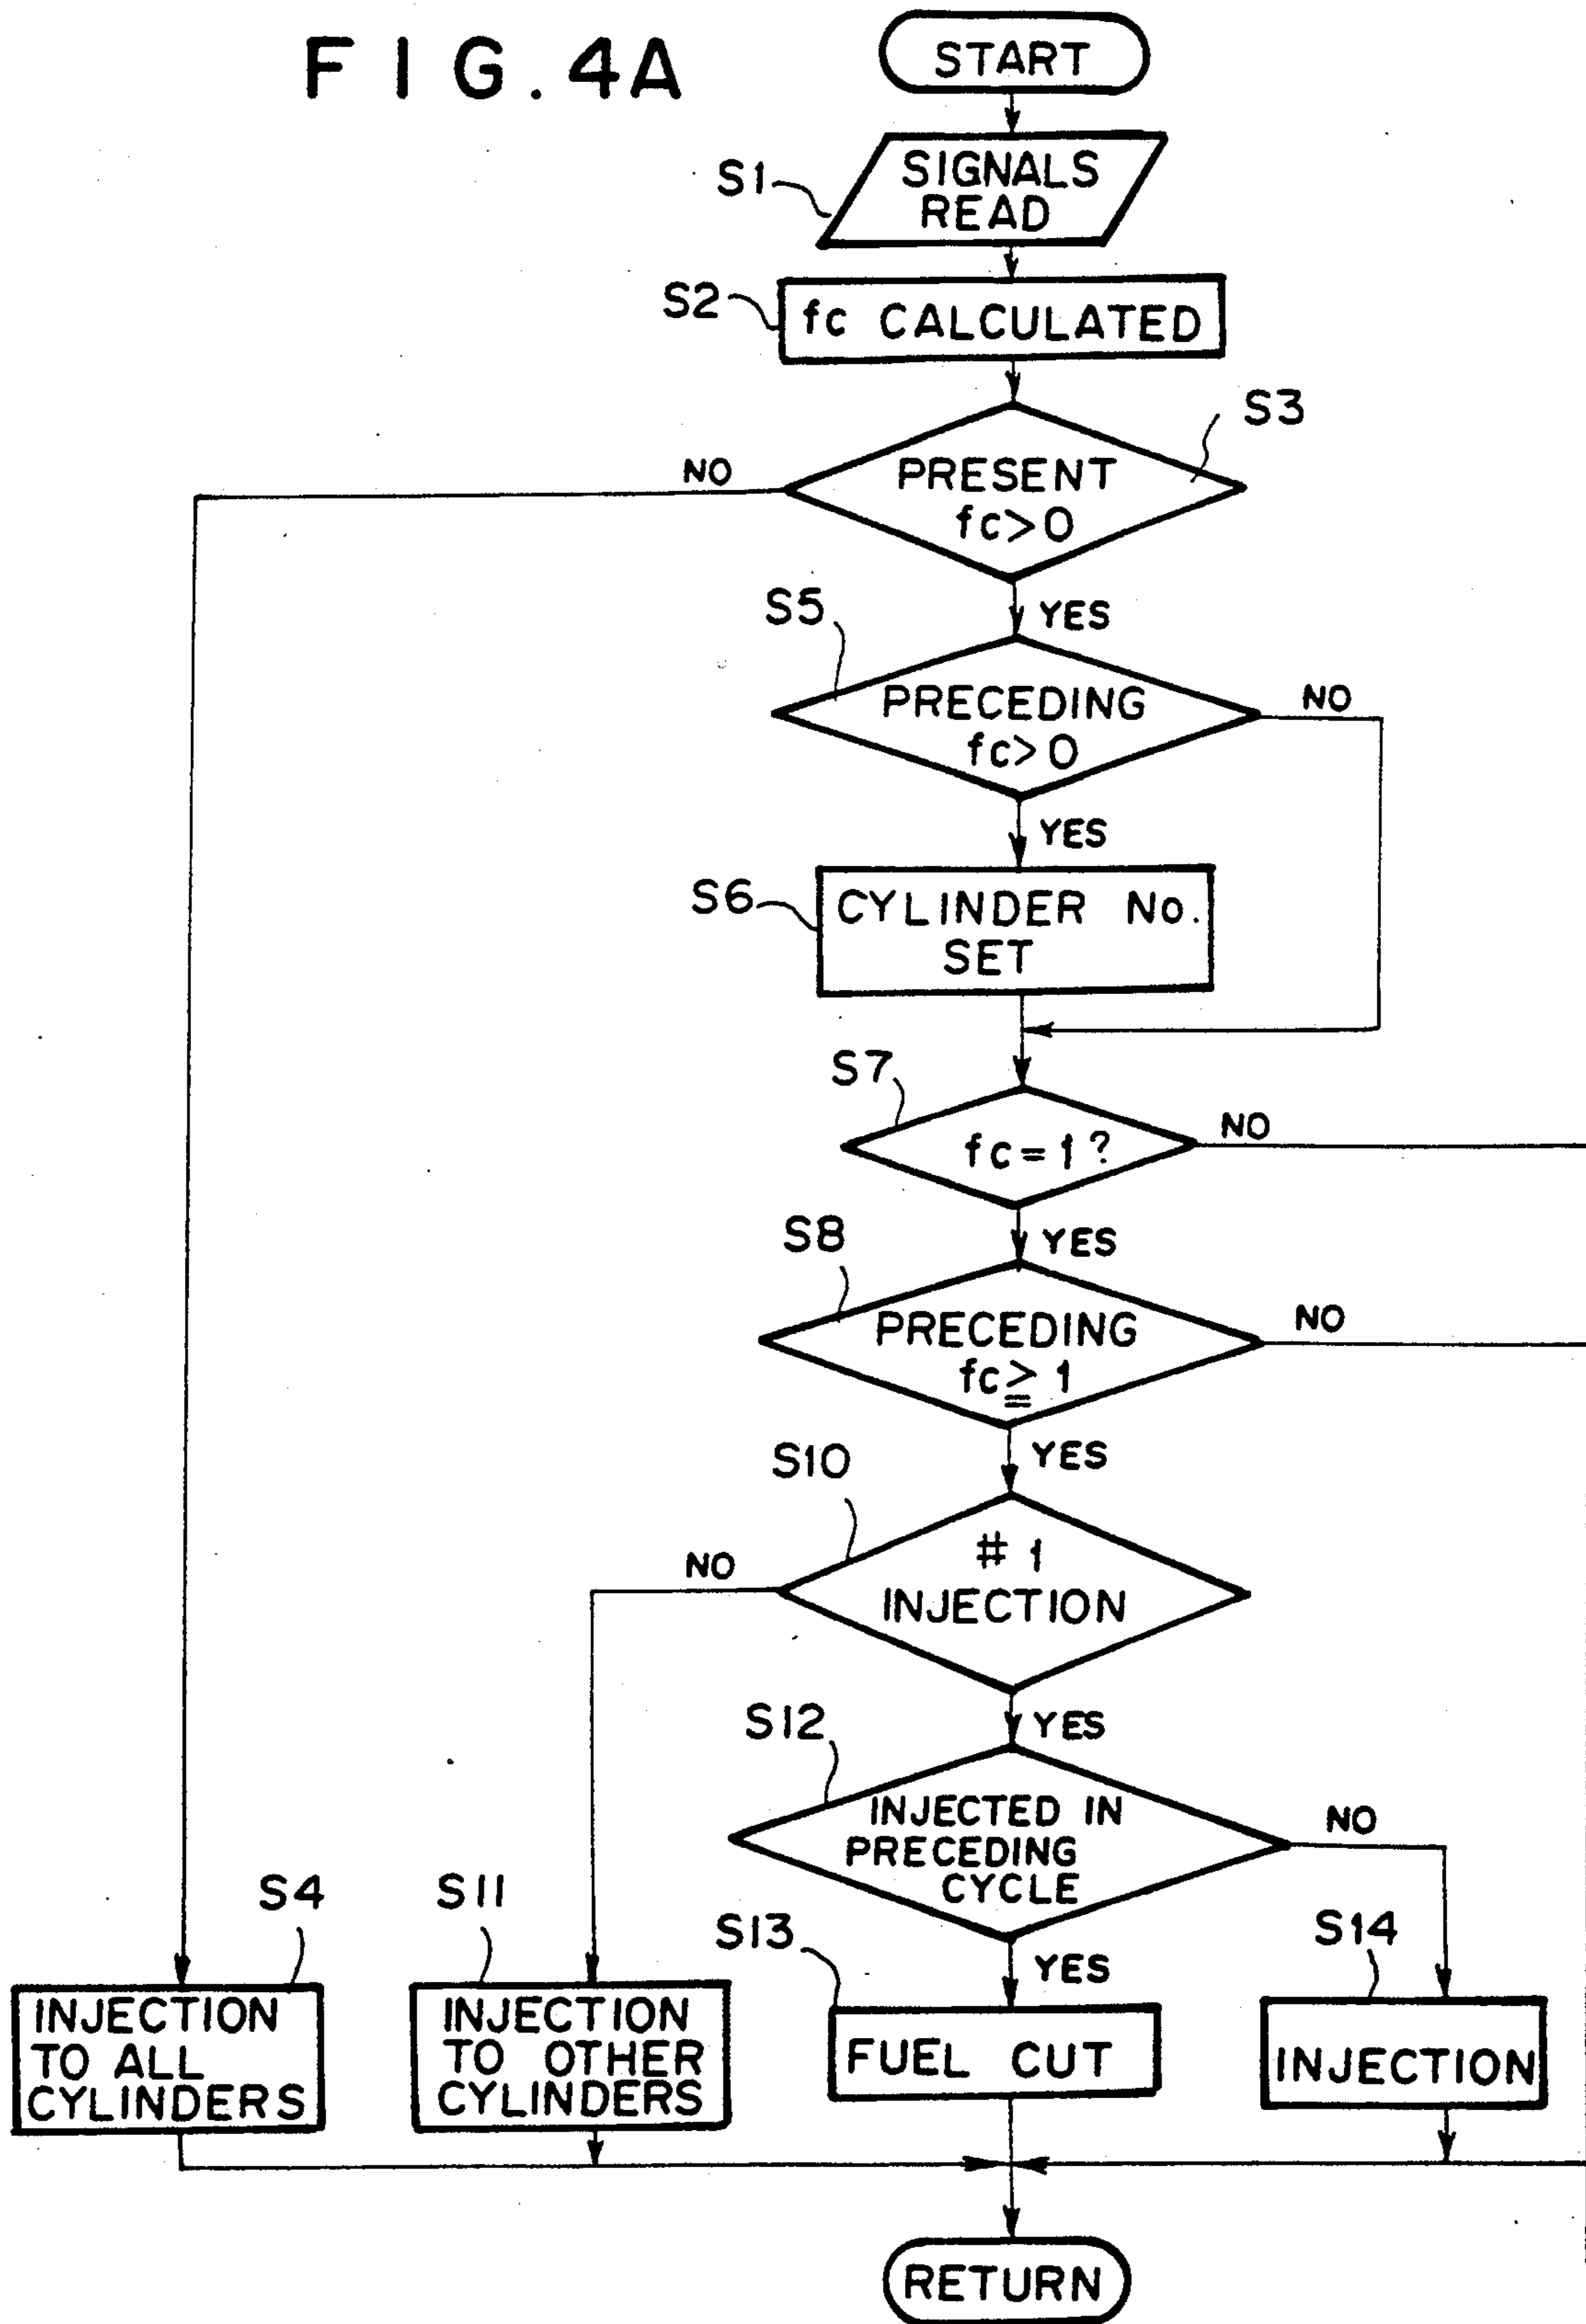 FIG. 4A
START
S1
SIGNALS
READ
S2
fc CALCULATED
S3
PRESENT
fc>0
NO
YES
S5
PRECEDING
fc>0
NO
YES
S6
CYLINDER No.
SET
S7
fc=1?
NO
YES
S8
PRECEDING
fc≧1
NO
YES
S10
#1
INJECTION
NO
YES
S12
INJECTED IN
PRECEDING
CYCLE
NO
YES
S4
INJECTION
TO ALL
CYLINDERS
S11
INJECTION
TO OTHER
CYLINDERS
S13
FUEL CUT
S14
INJECTION
RETURN